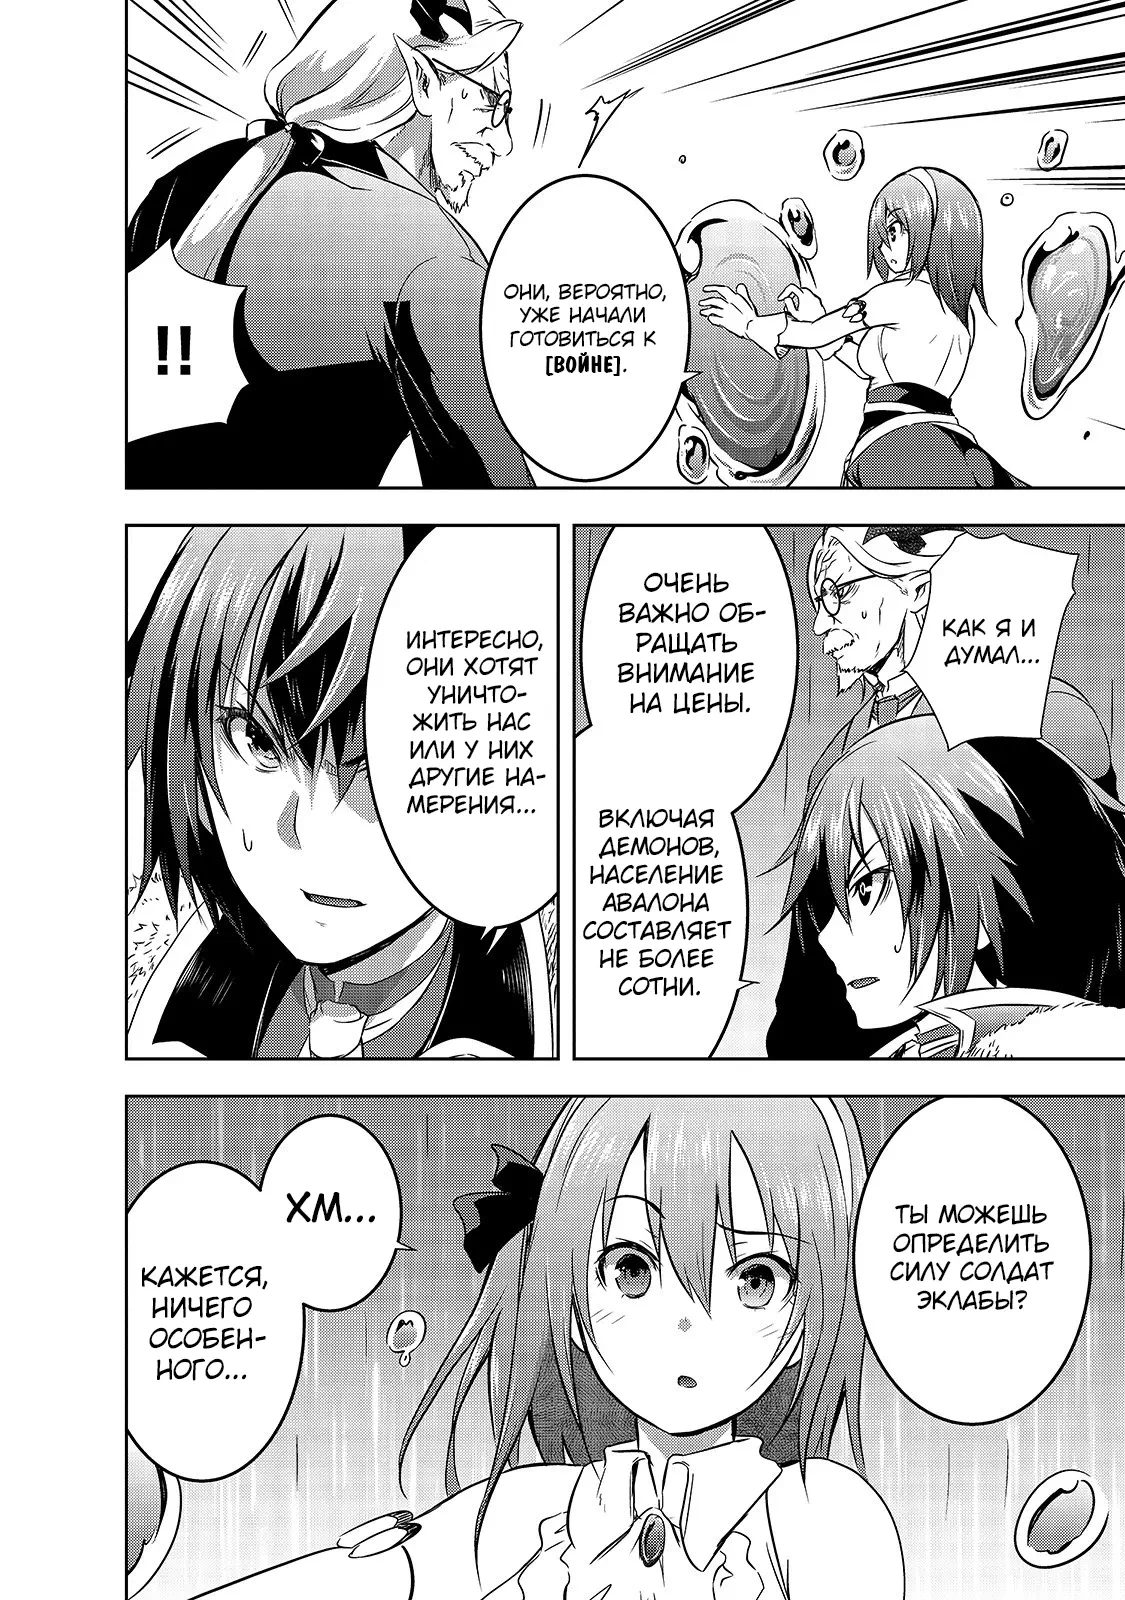 ОНИ, ВЕРОЯТНО,
УЖЕ НАЧАЛИ
ГОТОВИТЬСЯ К
[ВОЙНЕ].
!!
КАК Я И
ДУМАЛ...
ОЧЕНЬ
ВАЖНО ОБ-
РАЩАТЬ
ВНИМАНИЕ
НА ЦЕНЫ.
ВКЛЮЧАЯ
ДЕМОНОВ,
НАСЕЛЕНИЕ
АВАЛОНА
СОСТАВЛЯЕТ
НЕ БОЛЕЕ
СОТНИ.
ИНТЕРЕСНО,
ОНИ ХОТЯТ
УНИЧТО-
ЖИТЬ НАС
ИЛИ У НИХ
ДРУГИЕ НА-
МЕРЕНИЯ...
ТЫ МОЖЕШЬ
ОПРЕДЕЛИТЬ
СИЛУ СОЛДАТ
ЭКЛАБЫ?
ХМ...
КАЖЕТСЯ,
НИЧЕГО
ОСОБЕН-
НОГО...